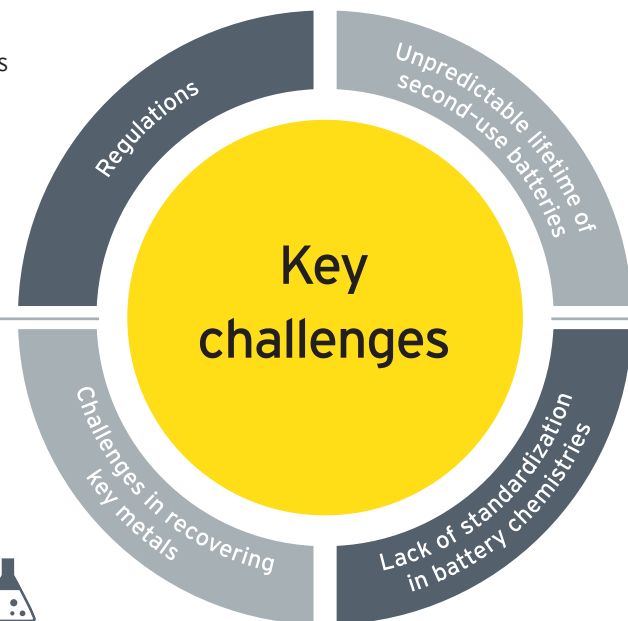 s
Regulations
Unpredictable lifetime of
second-use batteries
Key
challenges
Challenges in recovering
key metals
Lack of standardization
in battery chemistries